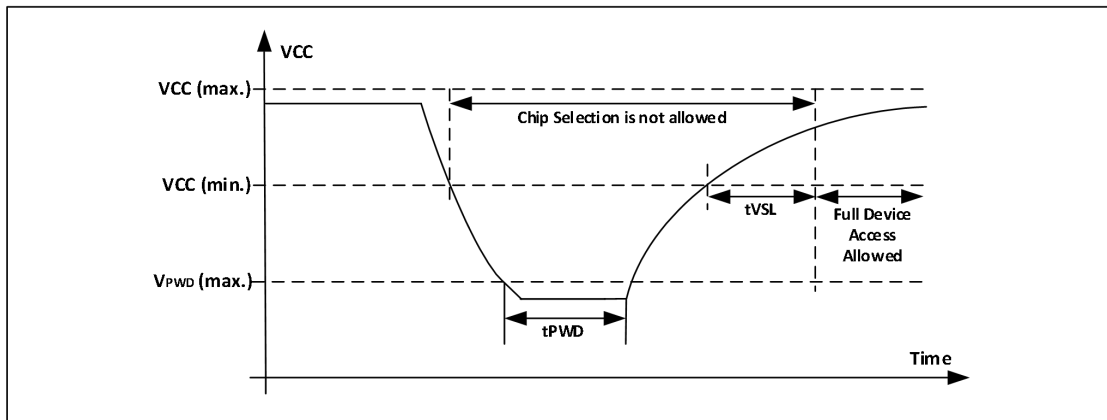 VCC
VCC (max.)
Chip Selection is not allowed
VCC (min.)
tVSL
Full Device
Access
Allowed
VPWD (max.)
tPWD
Time